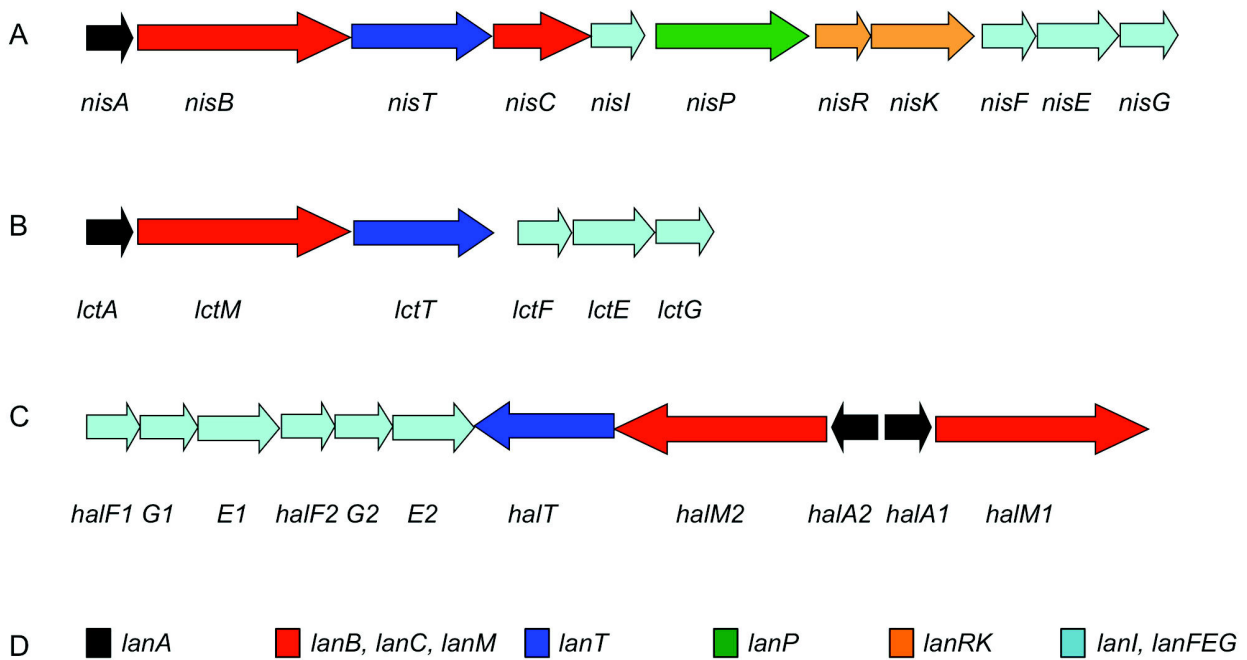 A
nisA nisB nisT nisC nisI nisP nisR nisK nisF nisE nisG
B
lctA lctM lctT lctF lctE lctG
C
halF1 G1 E1 halF2 G2 E2 halT halM2 halA2 halA1 halM1
D lanA lanB, lanC, lanM lanT lanP lanRK lanI, lanFEG